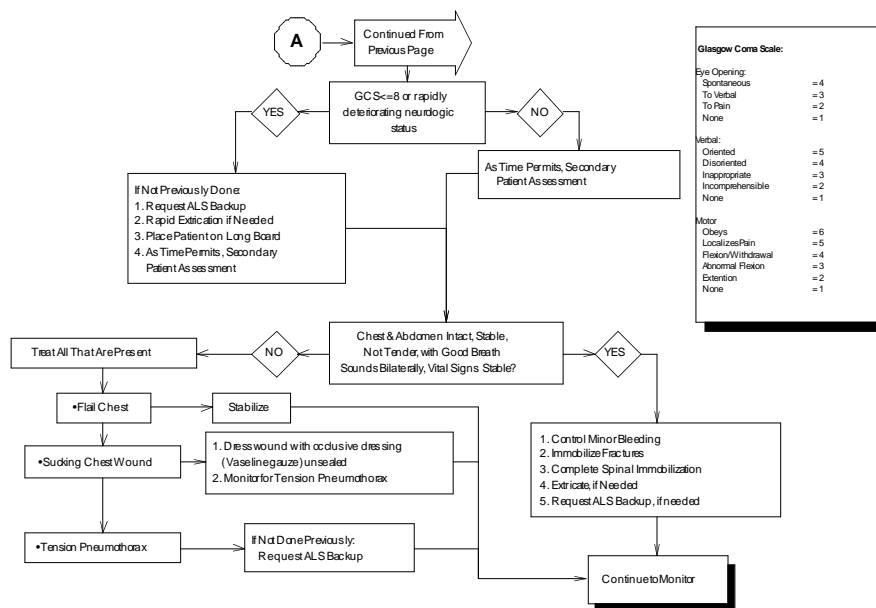 A
Continued From
Previous Page
GCS<=8 or rapidly
deteriorating neurologic
status
YES
NO
If Not Previously Done:
1. Request ALS Backup
2. Rapid Extrication if Needed
3. Place Patient on Long Board
4. As Time Permits, Secondary
Patient Assessment
As Time Permits, Secondary
Patient Assessment
Glasgow Coma Scale:
Eye Opening:
Spontaneous = 4
To Verbal = 3
To Pain = 2
None = 1
Verbal:
Oriented = 5
Disoriented = 4
Inappropriate = 3
Incomprehensible = 2
None = 1
Motor
Obeys = 6
Localizes Pain = 5
Flexion/Withdrawal = 4
Abnormal Flexion = 3
Extention = 2
None = 1
Chest & Abdomen Intact, Stable,
Not Tender, with Good Breath
Sounds Bilaterally, Vital Signs Stable?
NO
YES
Treat All That Are Present
•Flail Chest
Stabilize
•Sucking Chest Wound
1. Dress wound with occlusive dressing
(Vaseline gauze) unsealed
2. Monitor for Tension Pneumothorax
•Tension Pneumothorax
If Not Done Previously:
Request ALS Backup
1. Control Minor Bleeding
2. Immobilize Fractures
3. Complete Spinal Immobilization
4. Extricate, if Needed
5. Request ALS Backup, if needed
Continue to Monitor